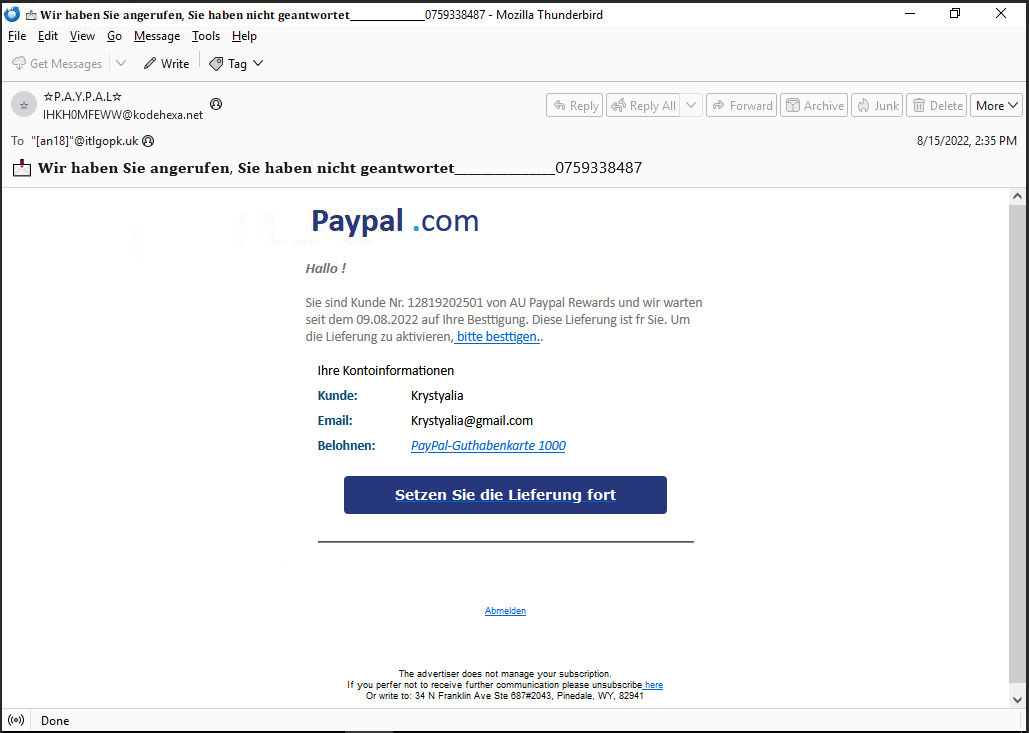 Wir haben Sie angerufen, Sie haben nicht geantwortet_______________0759338487 - Mozilla Thunderbird
File Edit View Go Message Tools Help
Get Messages Write Tag
☆P.A.Y.P.A.L☆
IHKH0MFEWW@kodehexa.net
Reply Reply All Forward Archive Junk Delete More
To "[an18]"@itlgopk.uk 8/15/2022, 2:35 PM
Wir haben Sie angerufen, Sie haben nicht geantwortet_______________0759338487
Paypal .com
Hallo !
Sie sind Kunde Nr. 12819202501 von AU Paypal Rewards und wir warten
seit dem 09.08.2022 auf Ihre Besttigung. Diese Lieferung ist fr Sie. Um
die Lieferung zu aktivieren, bitte besttigen..
Ihre Kontoinformationen
Kunde: Krystyalia
Email: Krystyalia@gmail.com
Belohnen: PayPal-Guthabenkarte 1000
Setzen Sie die Lieferung fort
Abmelden
The advertiser does not manage your subscription.
If you perfer not to receive further communication please unsubscribe here
Or write to: 34 N Franklin Ave Ste 687#2043, Pinedale, WY, 82941
Done